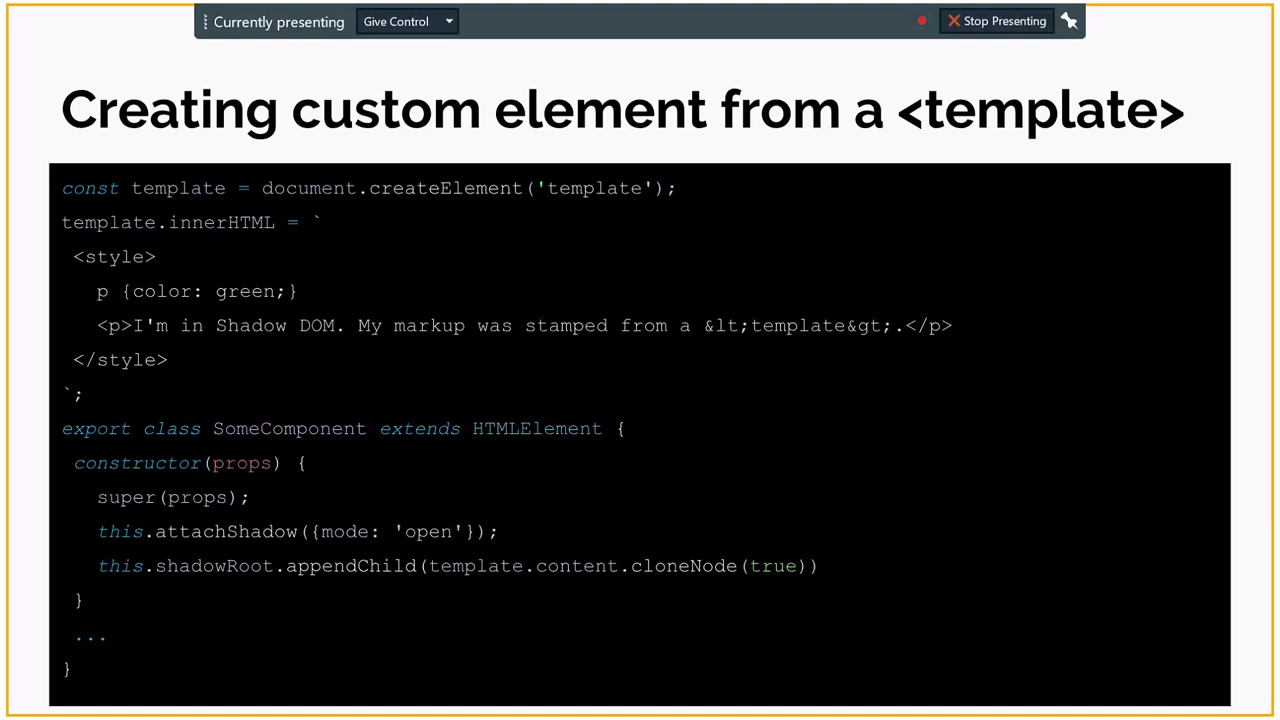 Currently presenting
Give Control
Stop Presenting
Creating custom element from a <template>
const template = document.createElement('template');
template.innerHTML = `
<style>
p {color: green;}
<p>I'm in Shadow DOM. My markup was stamped from a &lt;template&gt;.</p>
</style>
`;
export class SomeComponent extends HTMLElement {
constructor(props) {
super(props);
this.attachShadow({mode: 'open'});
this.shadowRoot.appendChild(template.content.cloneNode(true))
}
...
}